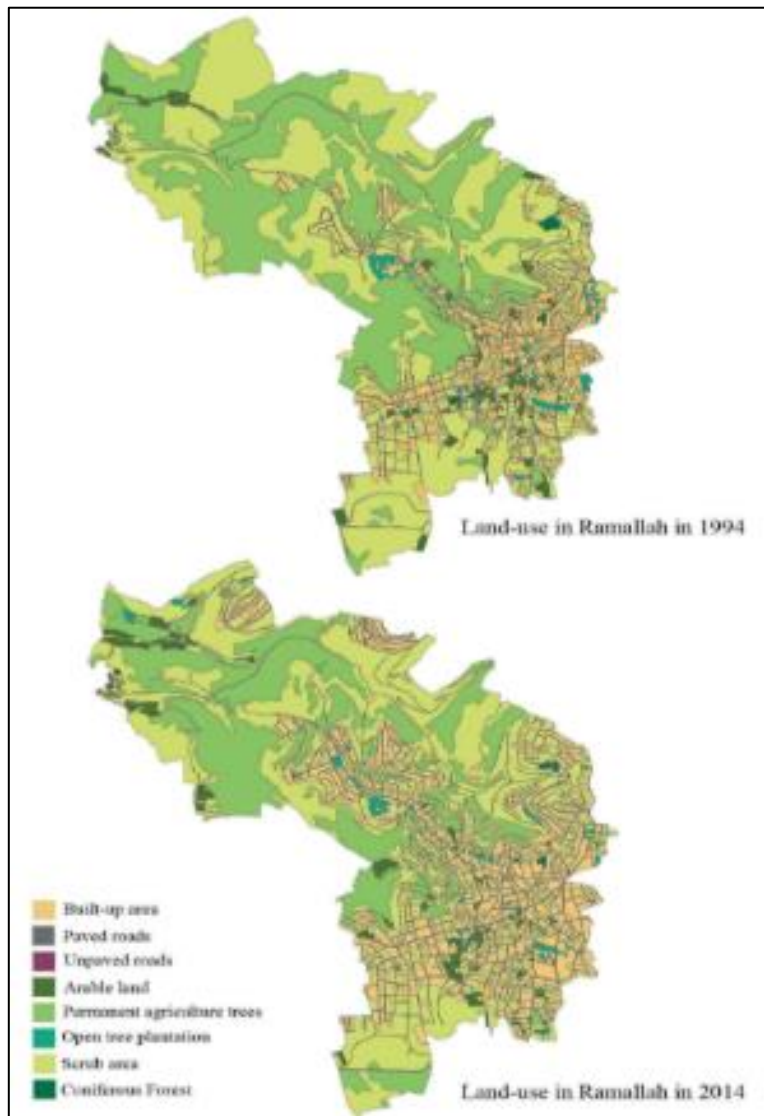 Land-use in Ramallah in 1994
Built-up area
Paved roads
Unpaved roads
Arable land
Permanent agriculture trees
Open tree plantation
Scrub area
Coniferous Forest
Land-use in Ramallah in 2014